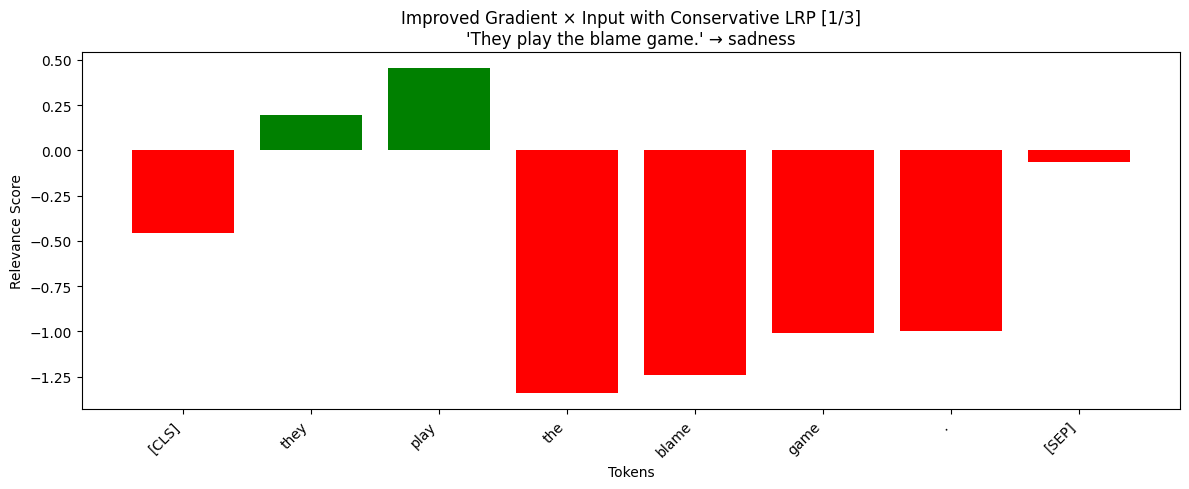 Improved Gradient × Input with Conservative LRP [1/3]
'They play the blame game.' → sadness
Relevance Score
0.50
0.25
0.00
−0.25
−0.50
−0.75
−1.00
−1.25
[CLS]
they
play
the
blame
game
.
[SEP]
Tokens